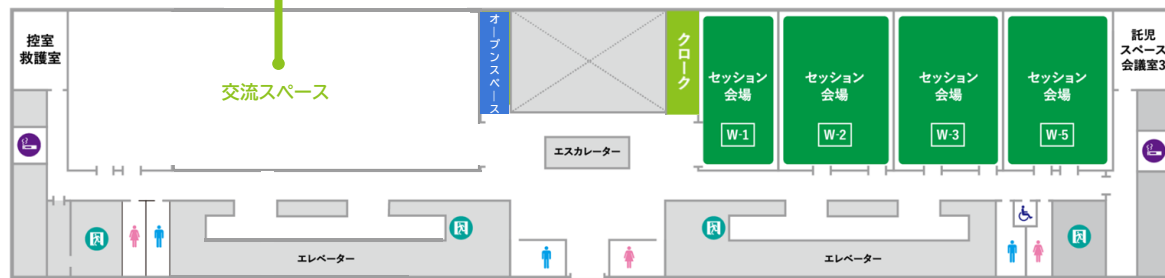 控室
救護室
交流スペース
オープンスペース
クローク
セッション
会場
W-1
セッション
会場
W-2
セッション
会場
W-3
セッション
会場
W-5
託児
スペース
会議室3
エスカレーター
エレベーター
エレベーター